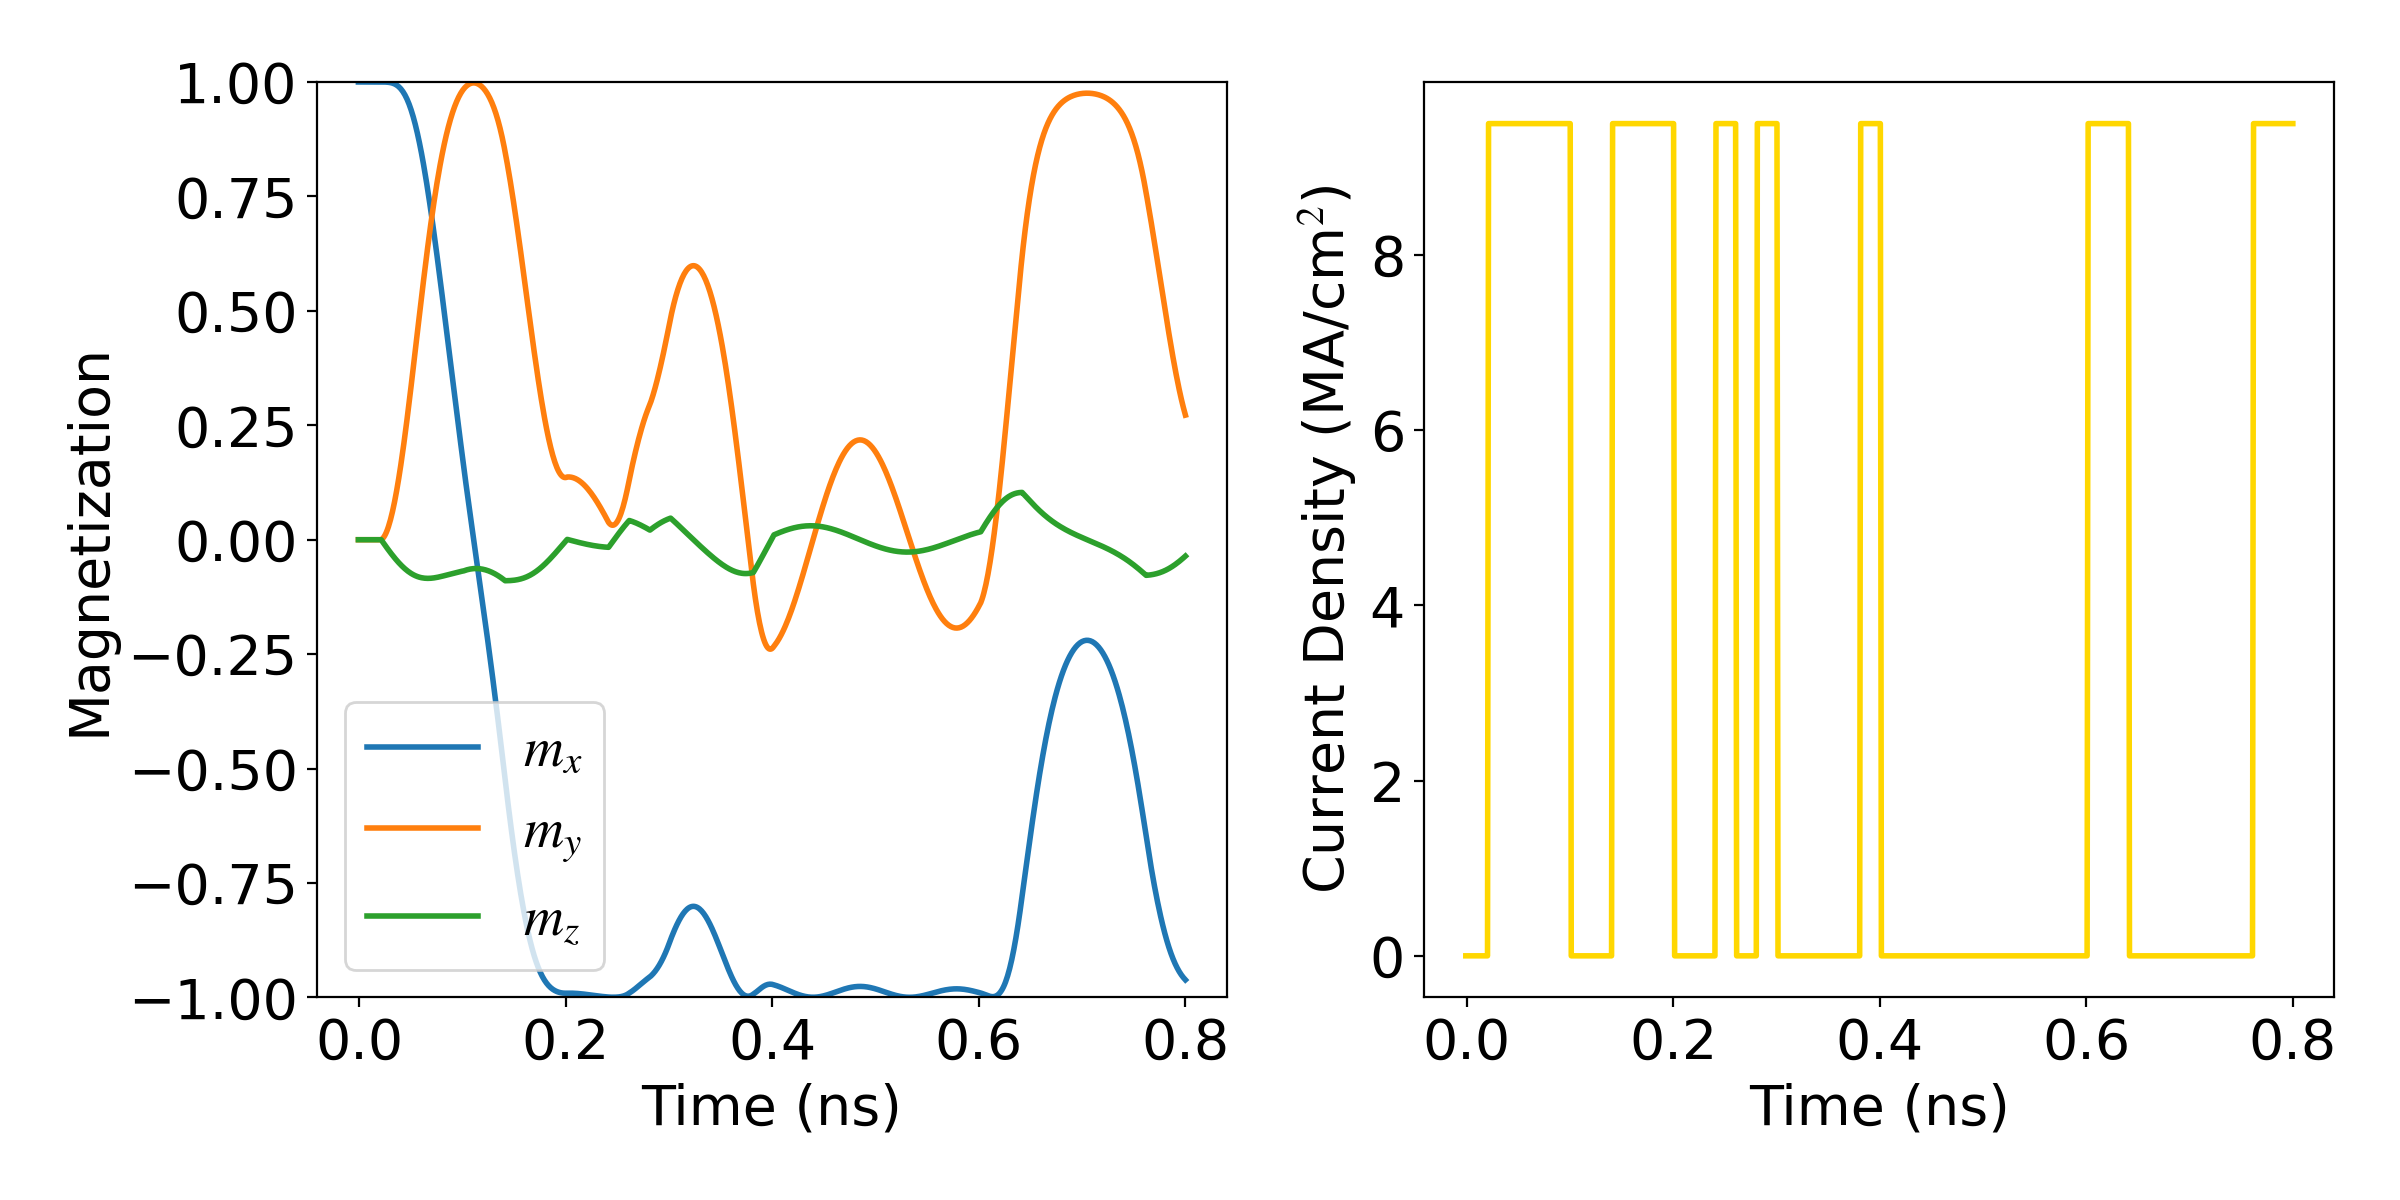 1.00
0.75
0.50
0.25
0.00
−0.25
−0.50
−0.75
−1.00
Magnetization
m_x
m_y
m_z
0.0 0.2 0.4 0.6 0.8
Time (ns)
8
6
4
2
0
Current Density (MA/cm²)
0.0 0.2 0.4 0.6 0.8
Time (ns)